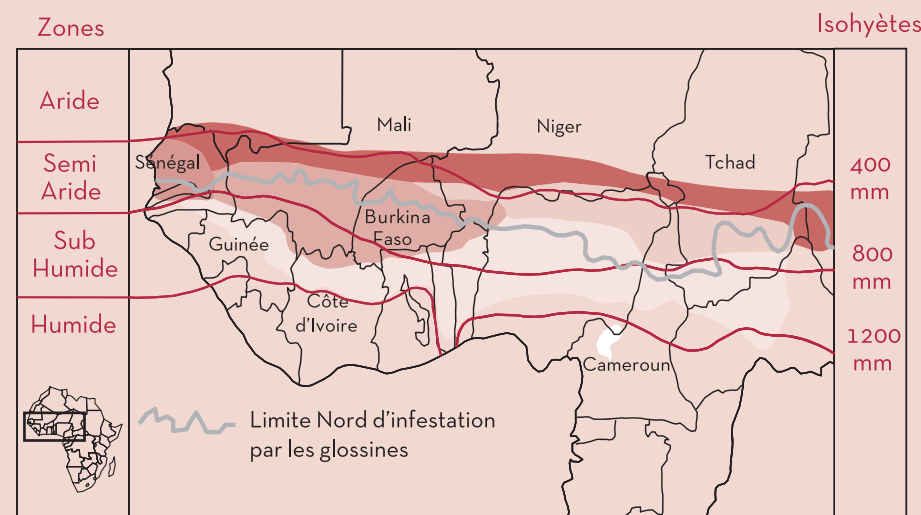 Zones
Isohyètes
Aride
Semi
Aride
Sub
Humide
Humide
Mali
Niger
Sénégal
Tchad
Burkina
Faso
Guinée
Côte
d'Ivoire
Cameroun
400
mm
800
mm
1200
mm
Limite Nord d'infestation
par les glossines